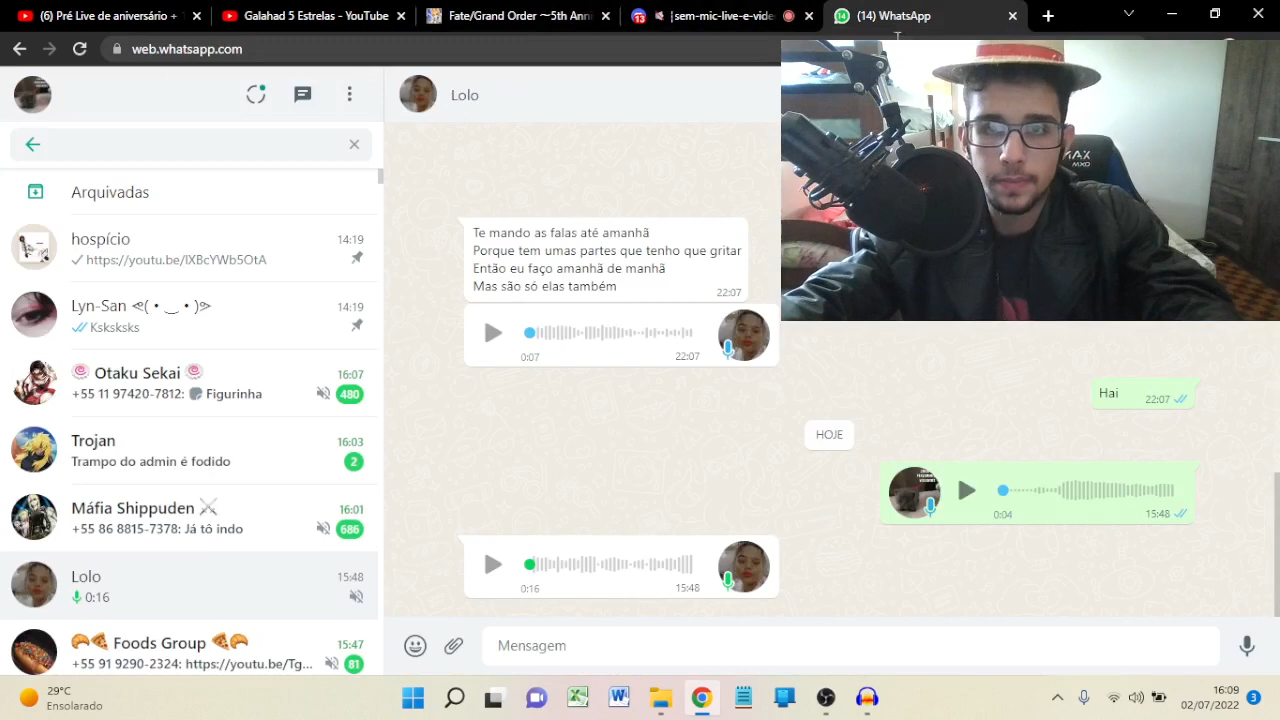 Pré Live de aniversário + 1
Galahad 5 Estrelas - YouTube
Fate/Grand Order ～5th Anni
13
|sem-mic-live-e-vide
14
(14) WhatsApp
web.whatsapp.com
Lolo
Arquivadas
hospício
14:19
https://youtu.be/lXBcYWb5OtA
Lyn-San ᕙ( • ‿ • )ᕗ
14:19
Ksksksks
Otaku Sekai
16:07
+55 11 97420-7812: Figurinha
480
Trojan
16:03
Trampo do admin é fodido
2
Máfia Shippuden ⚔
16:01
+55 86 8815-7378: Já tô indo
686
Lolo
15:48
0:16
Foods Group
15:47
+55 91 9290-2324: https://youtu.be/Tg...
81
Te mando as falas até amanhã
Porque tem umas partes que tenho que gritar
Então eu faço amanhã de manhã
Mas são só elas também
22:07
0:07
22:07
Hai
22:07
HOJE
0:04
15:48
0:16
15:48
Mensagem
MAX
MXO
29°C
Ensolarado
16:09
02/07/2022
3